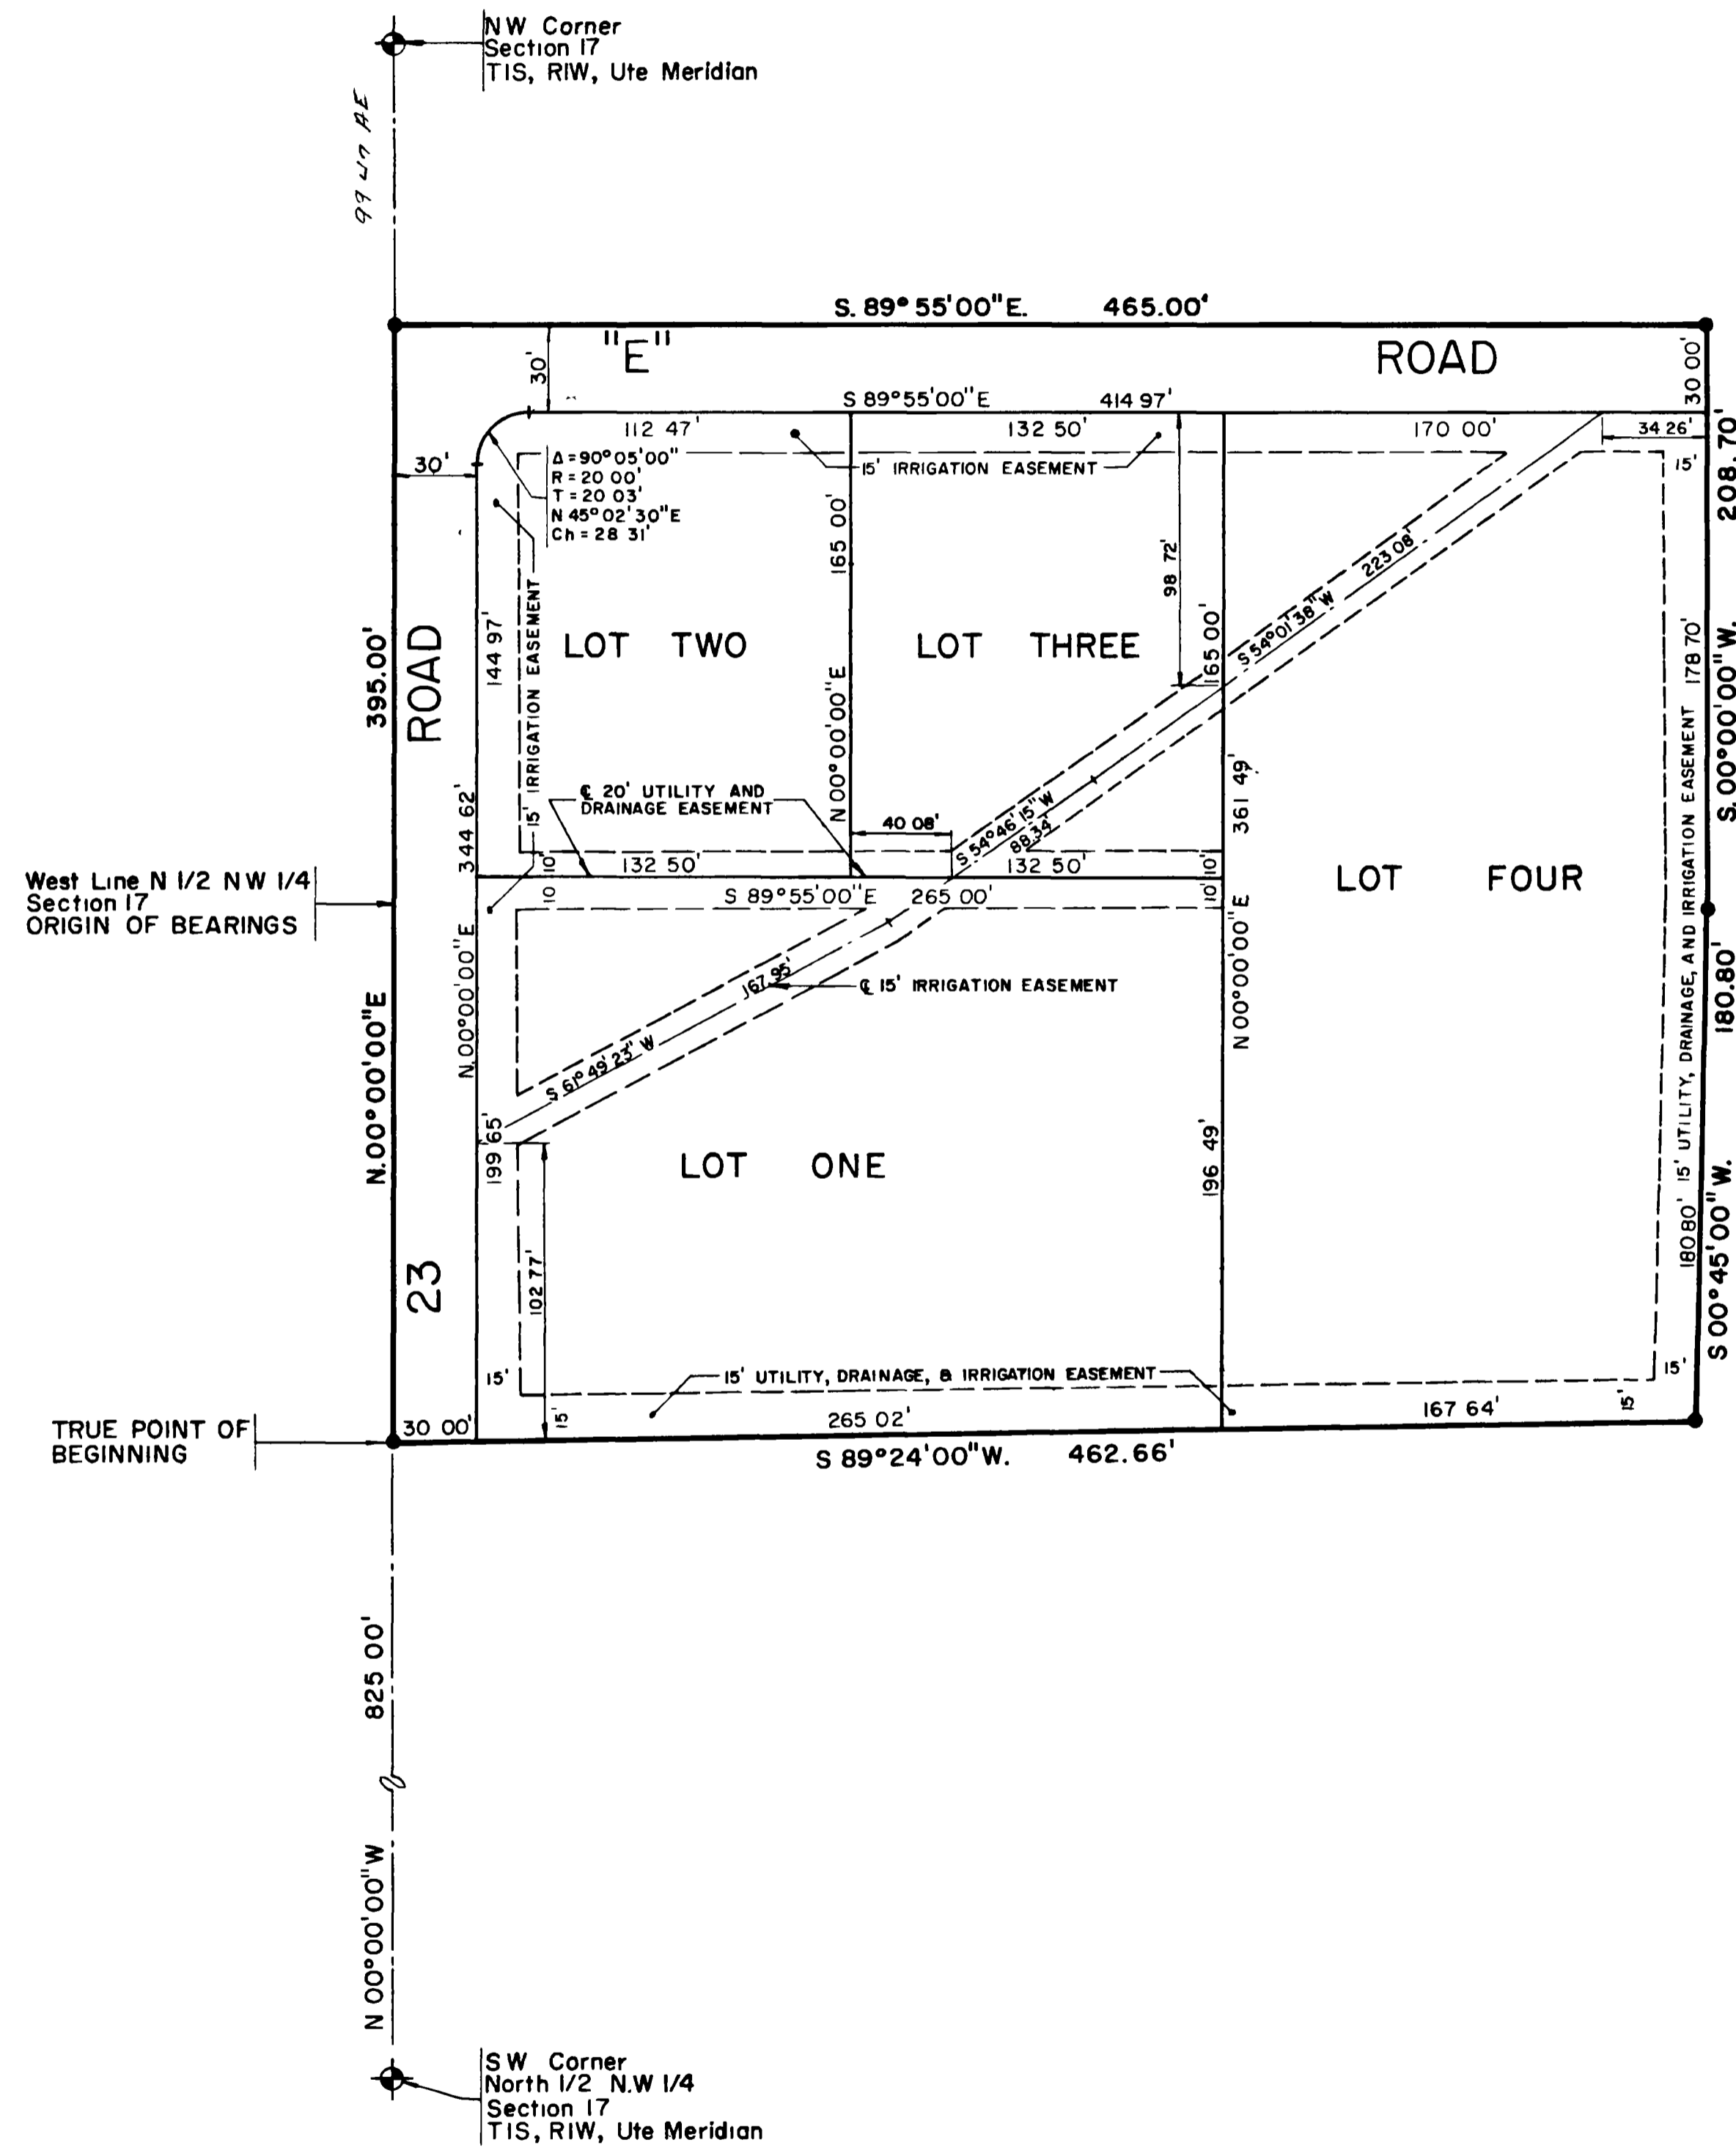 NW Corner
Section 17
T1S, R1W, Ute Meridian
S. 89° 55' 00" E. 465.00'
"E" ROAD
30'
30 00'
S 89° 55' 00" E 414 97'
112 47'
132 50'
170 00'
34 26'
15'
30'
Δ = 90° 05' 00"
R = 20 00'
T = 20 03'
N 45° 02' 30" E
Ch = 28 31'
15' IRRIGATION EASEMENT
165 00'
98 72'
223 08'
S 54° 01' 38" W
208.70'
178 70'
S. 00° 00' 00" W.
395.00'
ROAD
144 97'
15' IRRIGATION EASEMENT
LOT TWO
LOT THREE
165 00'
N 00° 00' 00" E
361 49'
344 62'
℄ 20' UTILITY AND
DRAINAGE EASEMENT
40 08'
S 54° 46' 15" W
88.34'
10'
132 50'
132 50'
10'
10
S 89° 55' 00" E 265 00'
10'
LOT FOUR
West Line N 1/2 NW 1/4
Section 17
ORIGIN OF BEARINGS
N. 00° 00' 00" E
N. 00° 00' 00" E
167.95'
S 61° 49' 23" W
℄ 15' IRRIGATION EASEMENT
N 00° 00' 00" E
180.80'
180 80' 15' UTILITY, DRAINAGE, AND IRRIGATION EASEMENT
199 65'
LOT ONE
196 49'
S 00° 45' 00" W.
23
102 77'
15'
15' UTILITY, DRAINAGE, & IRRIGATION EASEMENT
15'
TRUE POINT OF
BEGINNING
30 00'
15'
265 02'
167 64'
15'
S 89° 24' 00" W. 462.66'
825 00'
N 00° 00' 00" W
SW Corner
North 1/2 N.W 1/4
Section 17
T1S, R1W, Ute Meridian